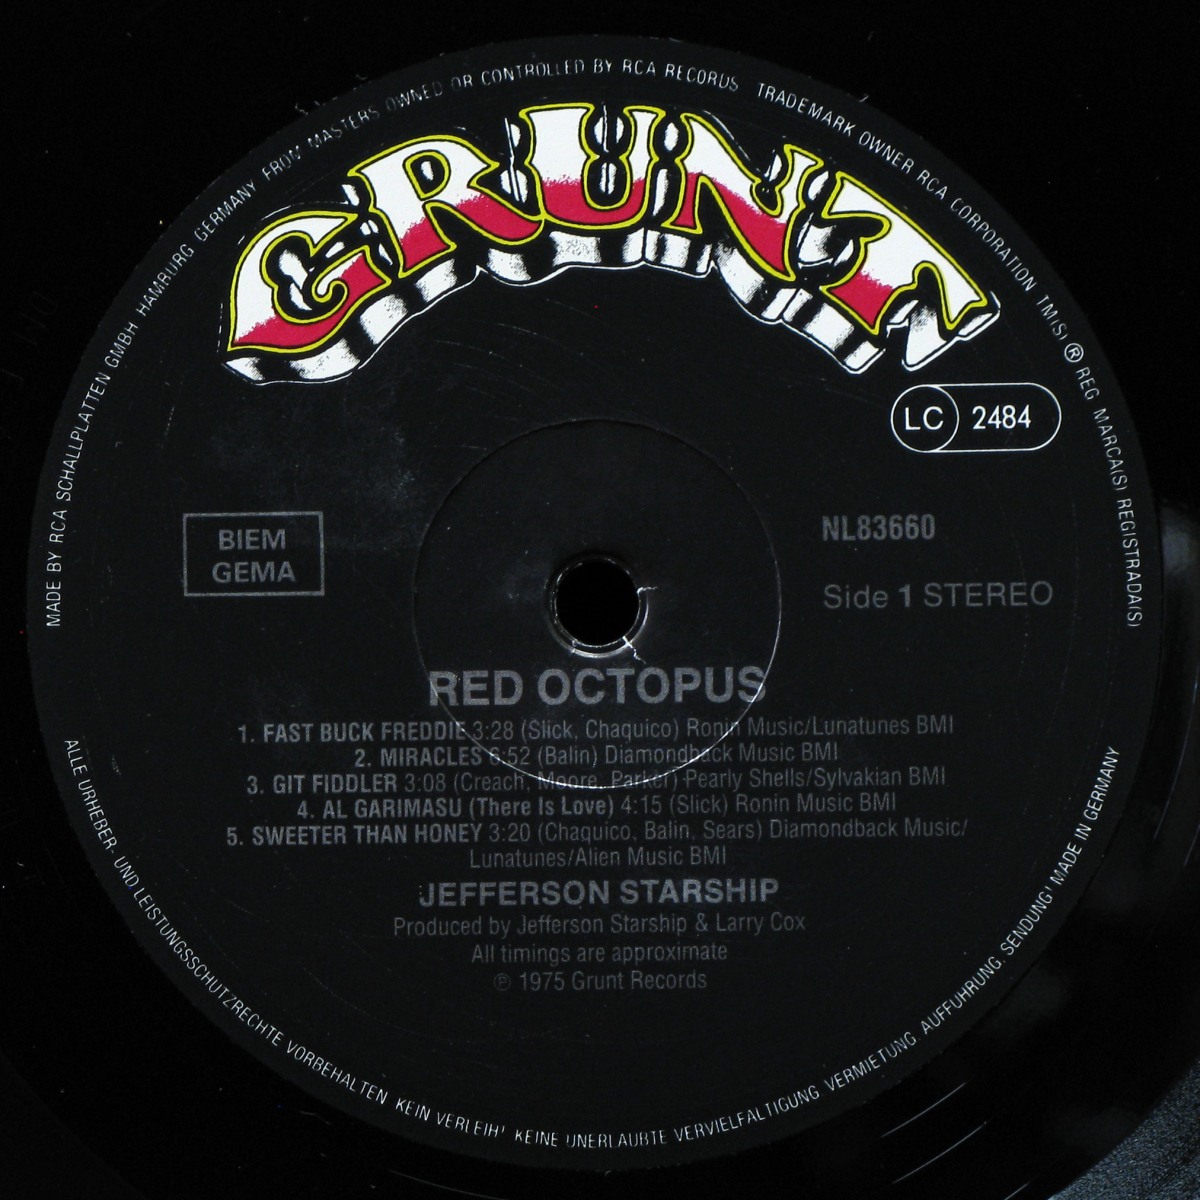 MADE BY RCA SCHALLPLATTEN GMBH HAMBURG GERMANY FROM MASTERS OWNED OR CONTROLLED BY RCA RECORDS TRADEMARK OWNER RCA CORPORATION TM(S) ® REG MARCA(S) REGISTRADA(S)
GRUNT
LC 2484
BIEM
GEMA
NL83660
Side 1 STEREO
RED OCTOPUS
1. FAST BUCK FREDDIE 3:28 (Slick, Chaquico) Ronin Music/Lunatunes BMI
2. MIRACLES 6:52 (Balin) Diamondback Music BMI
3. GIT FIDDLER 3:08 (Creach, Moore, Parker) Pearly Shells/Sylvakian BMI
4. AL GARIMASU (There Is Love) 4:15 (Slick) Ronin Music BMI
5. SWEETER THAN HONEY 3:20 (Chaquico, Balin, Sears) Diamondback Music/
Lunatunes/Alien Music BMI
JEFFERSON STARSHIP
Produced by Jefferson Starship & Larry Cox
All timings are approximate
℗ 1975 Grunt Records
ALLE URHEBER- UND LEISTUNGSSCHUTZRECHTE VORBEHALTEN KEIN VERLEIH! KEINE UNERLAUBTE VERVIELFALTIGUNG VERMIETUNG. AUFFUHRUNG. SENDUNG! MADE IN GERMANY